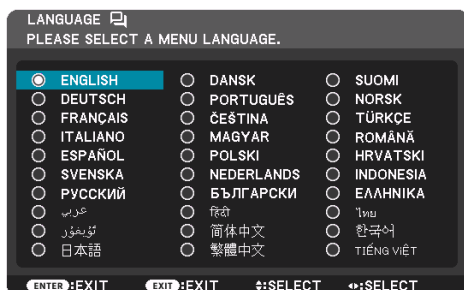 LANGUAGE
PLEASE SELECT A MENU LANGUAGE.
ENGLISH DANSK SUOMI
DEUTSCH PORTUGUÊS NORSK
FRANÇAIS ČEŠTINA TÜRKÇE
ITALIANO MAGYAR ROMÂNĂ
ESPAÑOL POLSKI HRVATSKI
SVENSKA NEDERLANDS INDONESIA
РУССКИЙ БЪЛГАРСКИ ΕΛΛΗΝΙΚΑ
عربي हिंदी ไทย
ئۇيغۇر 简体中文 한국어
日本語 繁體中文 TIẾNG VIỆT
ENTER:EXIT EXIT:EXIT :SELECT :SELECT